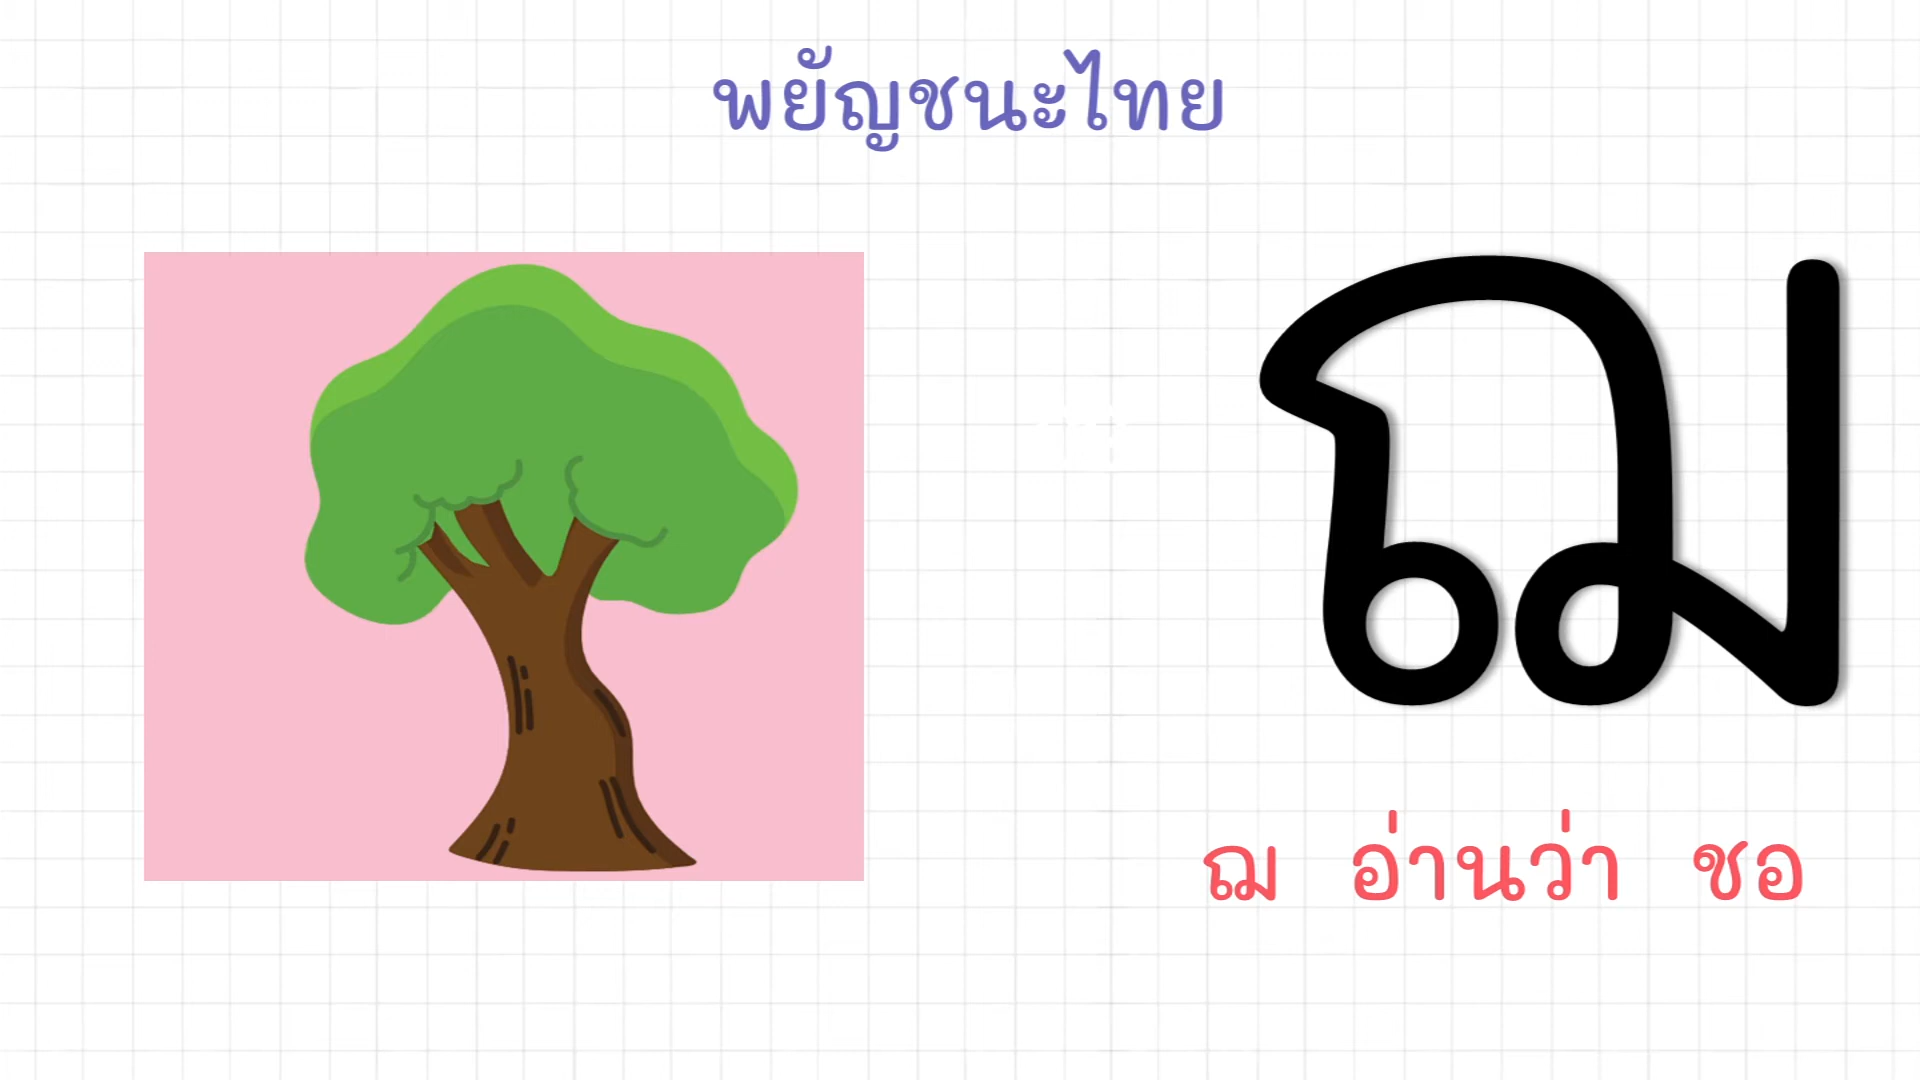 พยัญชนะไทย
ฌ
ฌ อ่านว่า ชอ